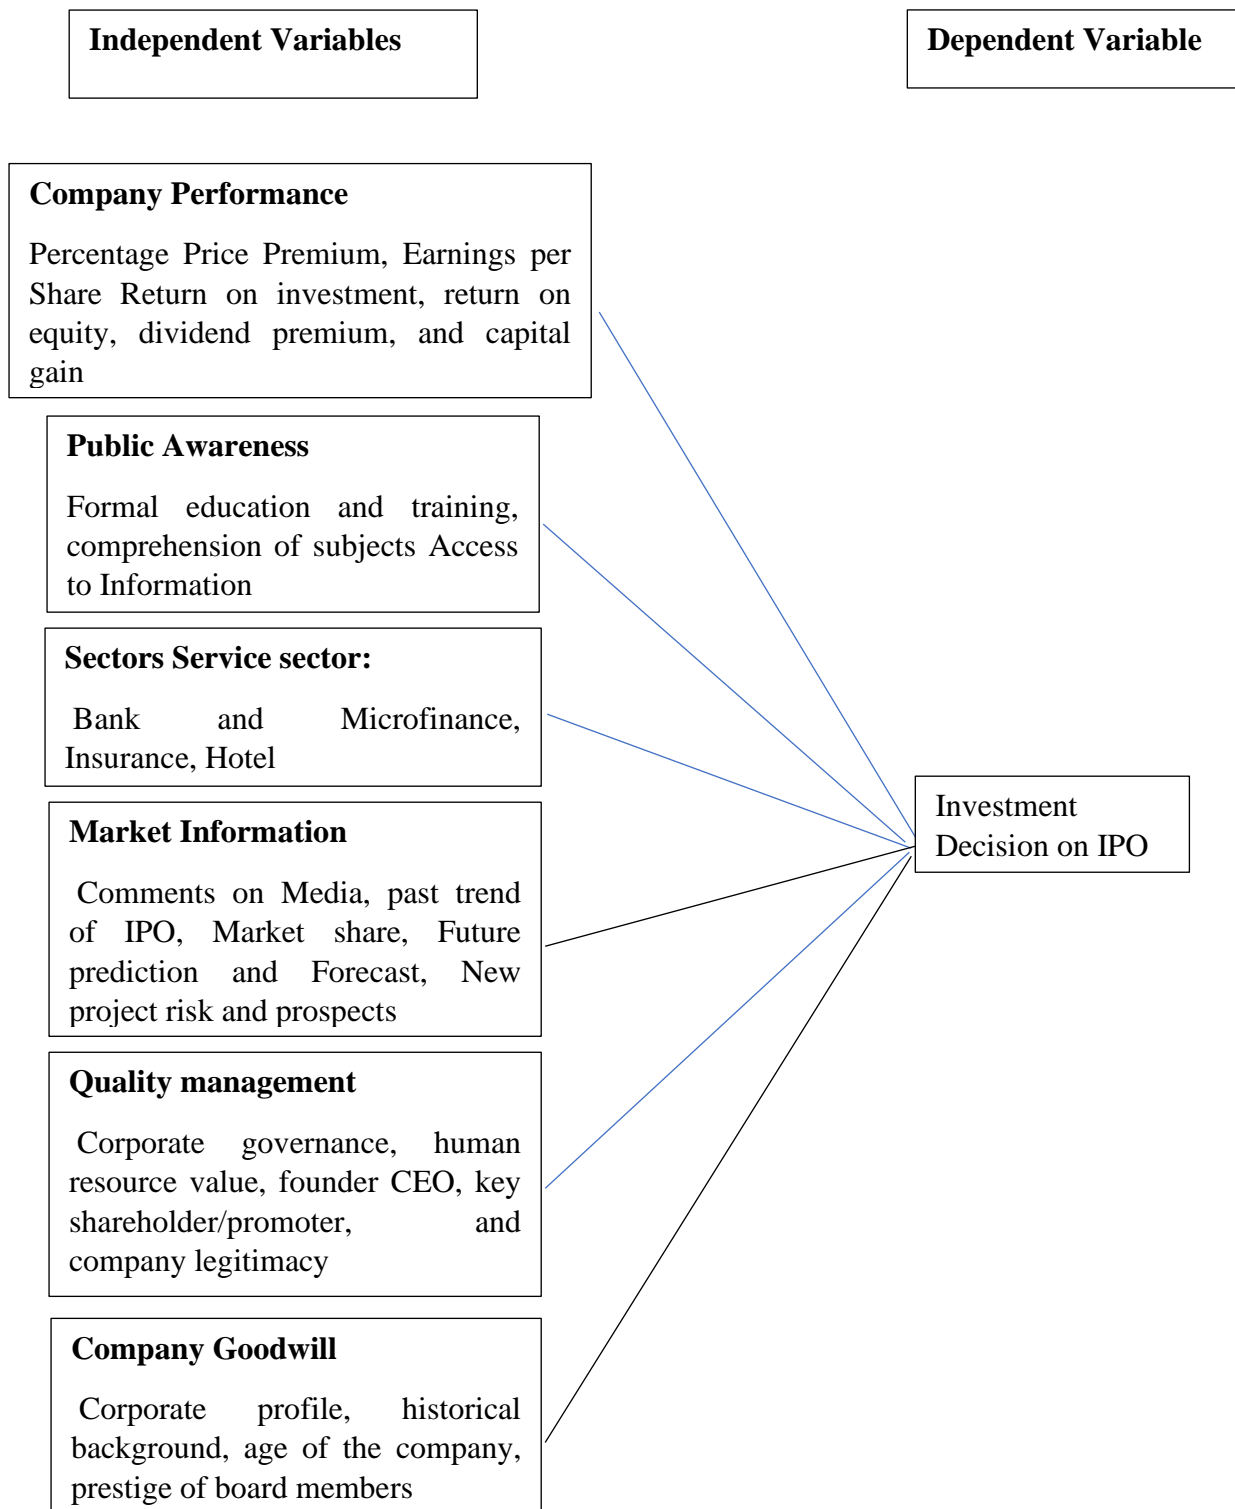 Independent Variables
Dependent Variable
Company Performance
Percentage Price Premium, Earnings per
Share Return on investment, return on
equity, dividend premium, and capital
gain
Public Awareness
Formal education and training,
comprehension of subjects Access
to Information
Sectors Service sector:
Bank and Microfinance,
Insurance, Hotel
Market Information
Comments on Media, past trend
of IPO, Market share, Future
prediction and Forecast, New
project risk and prospects
Quality management
Corporate governance, human
resource value, founder CEO, key
shareholder/promoter, and
company legitimacy
Company Goodwill
Corporate profile, historical
background, age of the company,
prestige of board members
Investment
Decision on IPO